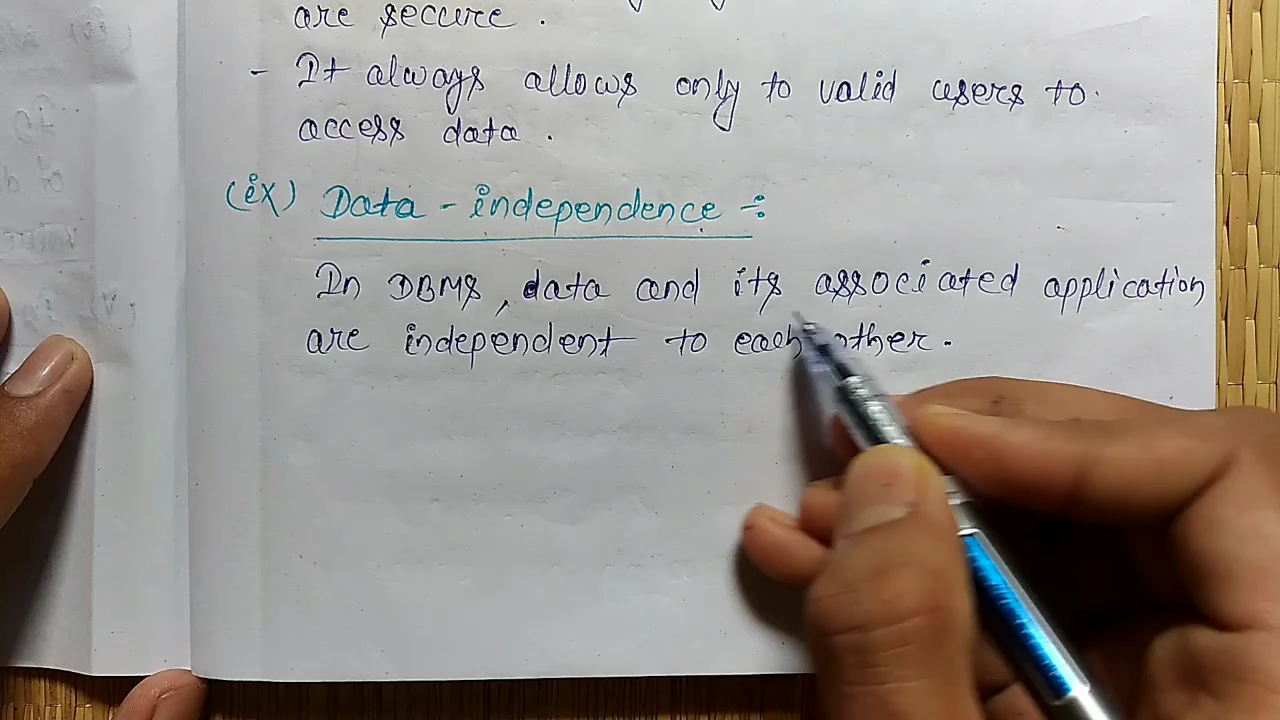 are secure .
- It always allows only to valid users to
access data .
(ix) Data - independence ÷
In DBMS, data and its associated application
are independent to each other .